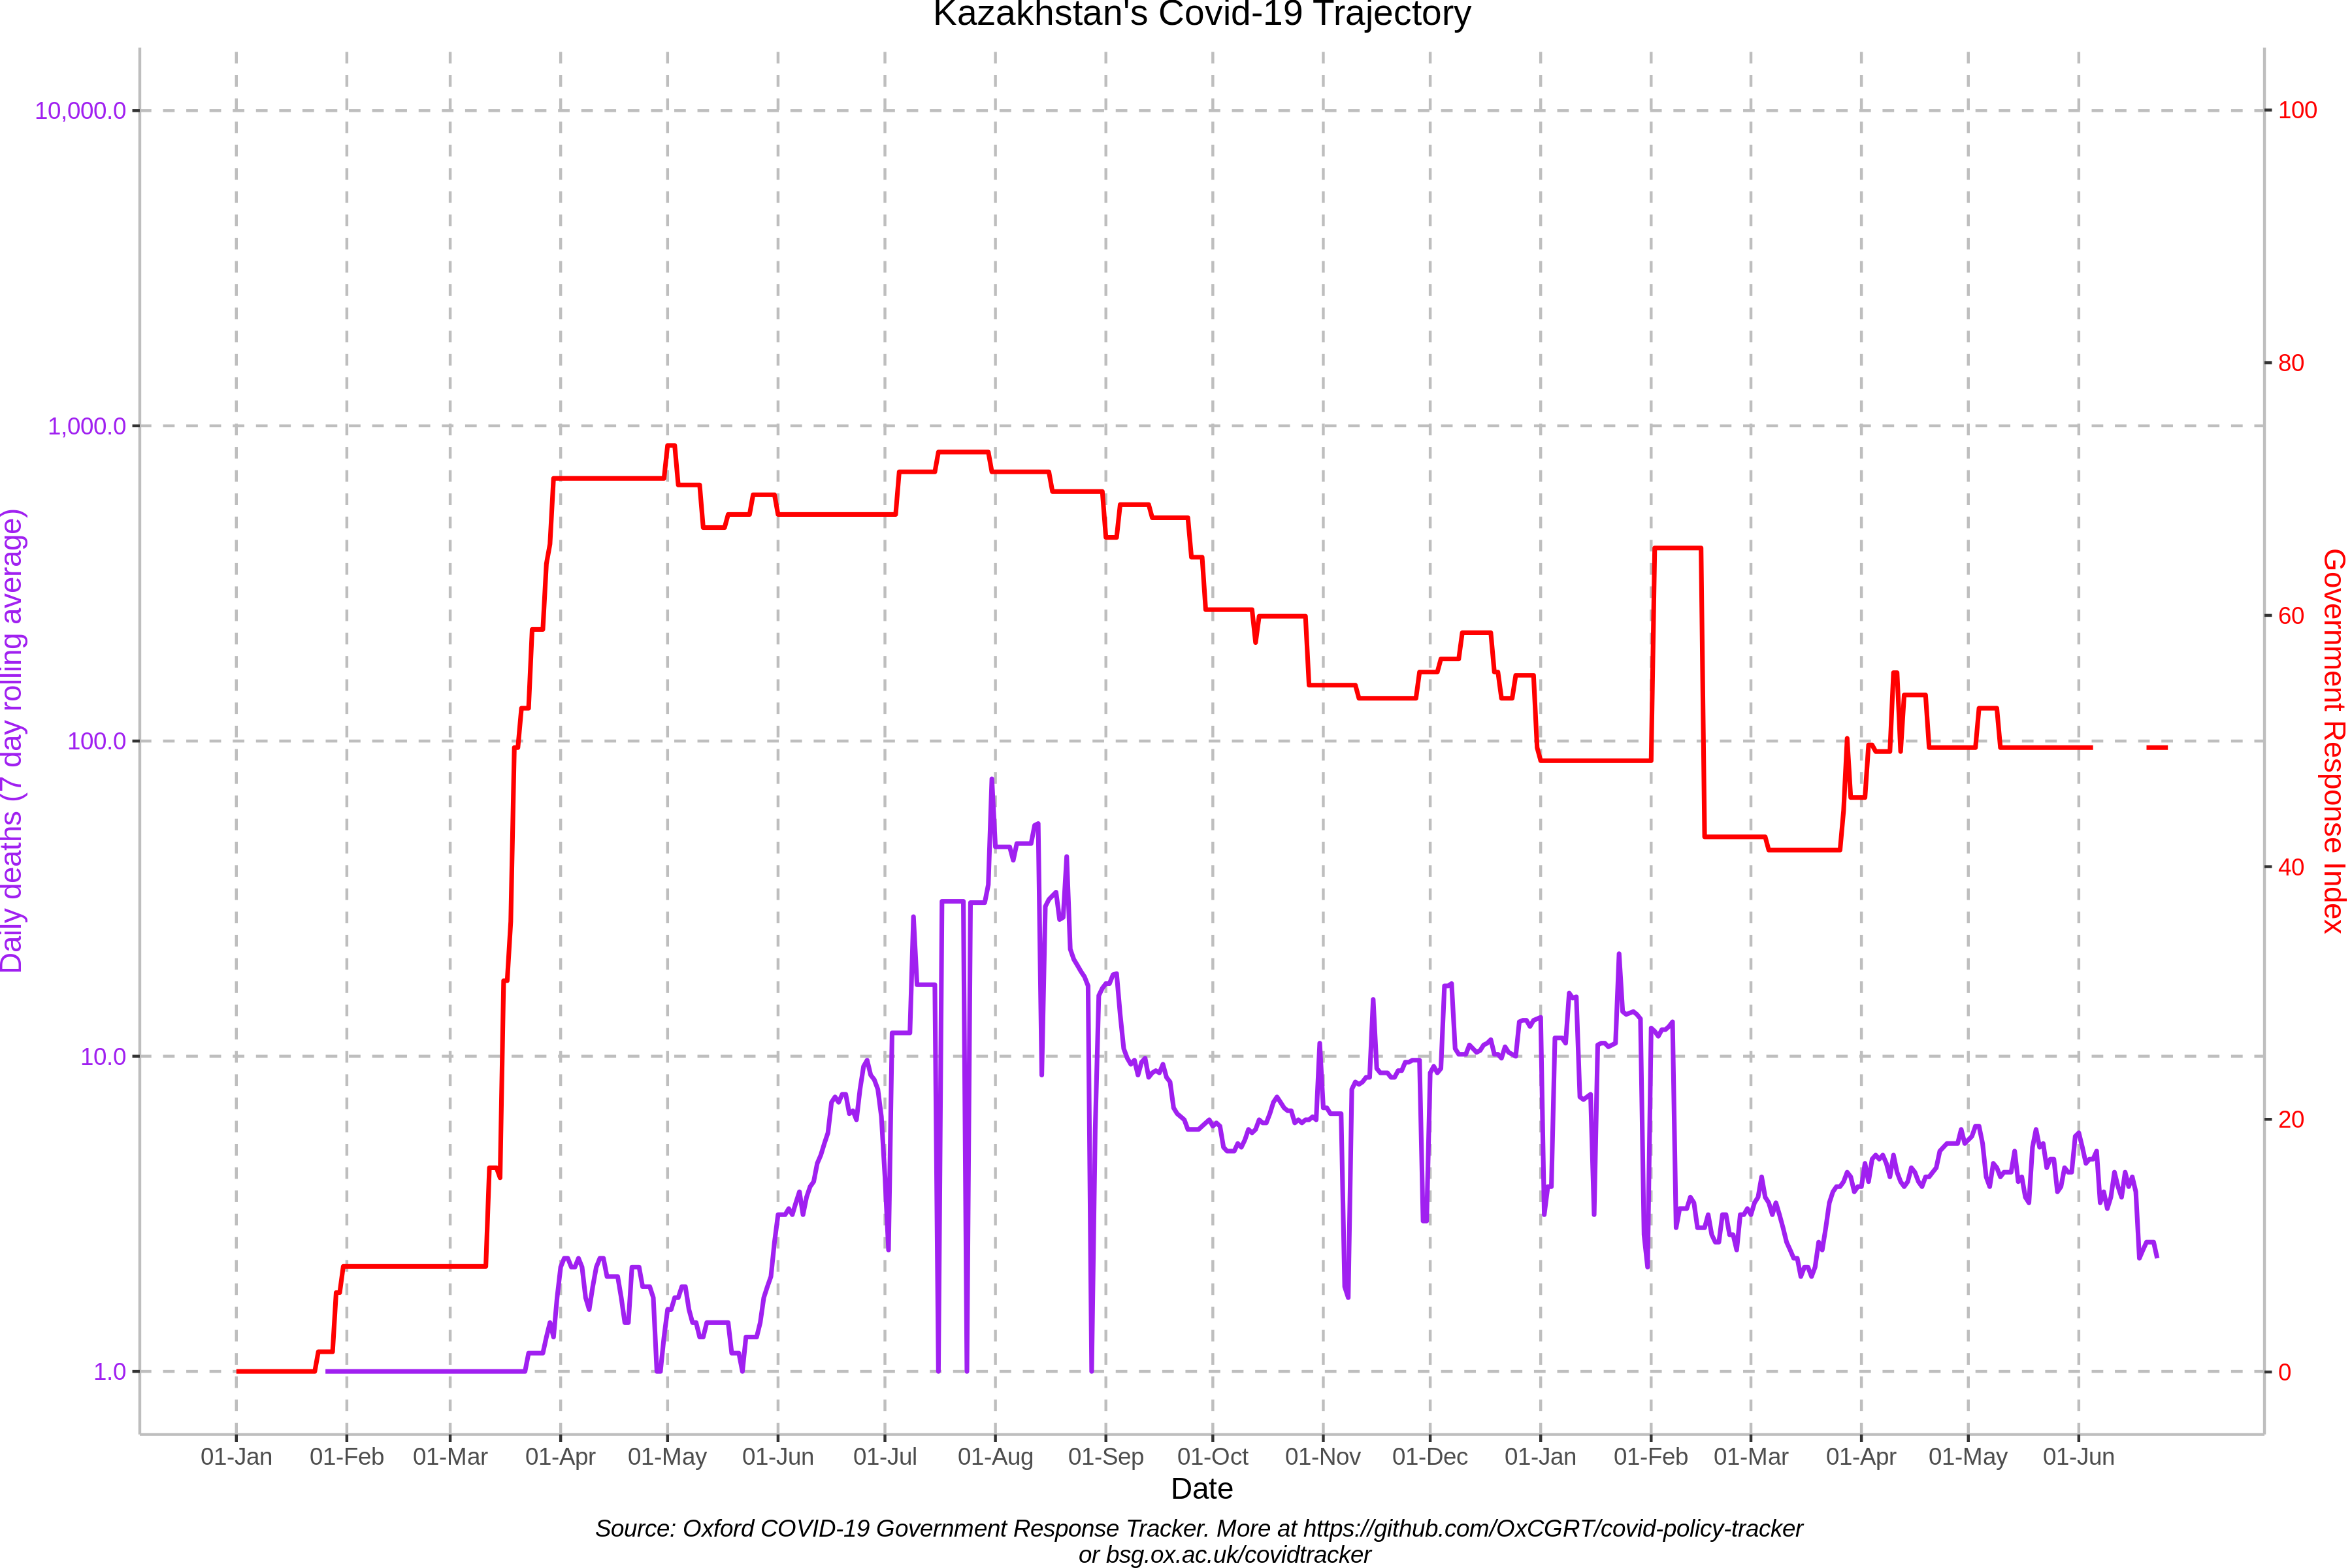 Kazakhstan's Covid-19 Trajectory
10,000.0
1,000.0
100.0
10.0
1.0
Daily deaths (7 day rolling average)
100
80
60
40
20
0
Government Response Index
01-Jan 01-Feb 01-Mar 01-Apr 01-May 01-Jun 01-Jul 01-Aug 01-Sep 01-Oct 01-Nov 01-Dec 01-Jan 01-Feb 01-Mar 01-Apr 01-May 01-Jun
Date
Source: Oxford COVID-19 Government Response Tracker. More at https://github.com/OxCGRT/covid-policy-tracker
or bsg.ox.ac.uk/covidtracker